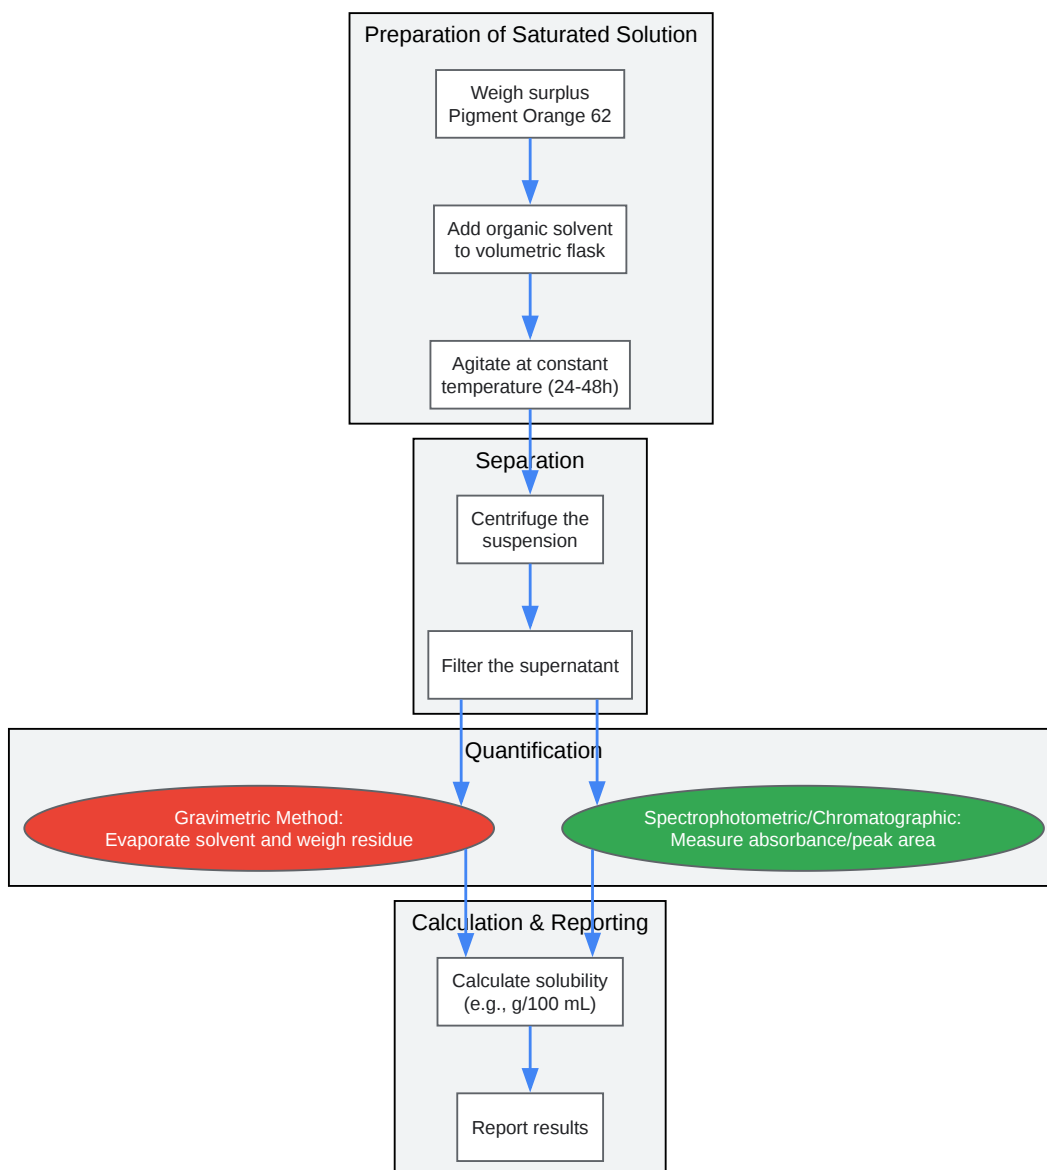 Preparation of Saturated Solution
Weigh surplus
Pigment Orange 62
Add organic solvent
to volumetric flask
Agitate at constant
temperature (24-48h)
Separation
Centrifuge the
suspension
Filter the supernatant
Quantification
Gravimetric Method:
Evaporate solvent and weigh residue
Spectrophotometric/Chromatographic:
Measure absorbance/peak area
Calculation & Reporting
Calculate solubility
(e.g., g/100 mL)
Report results